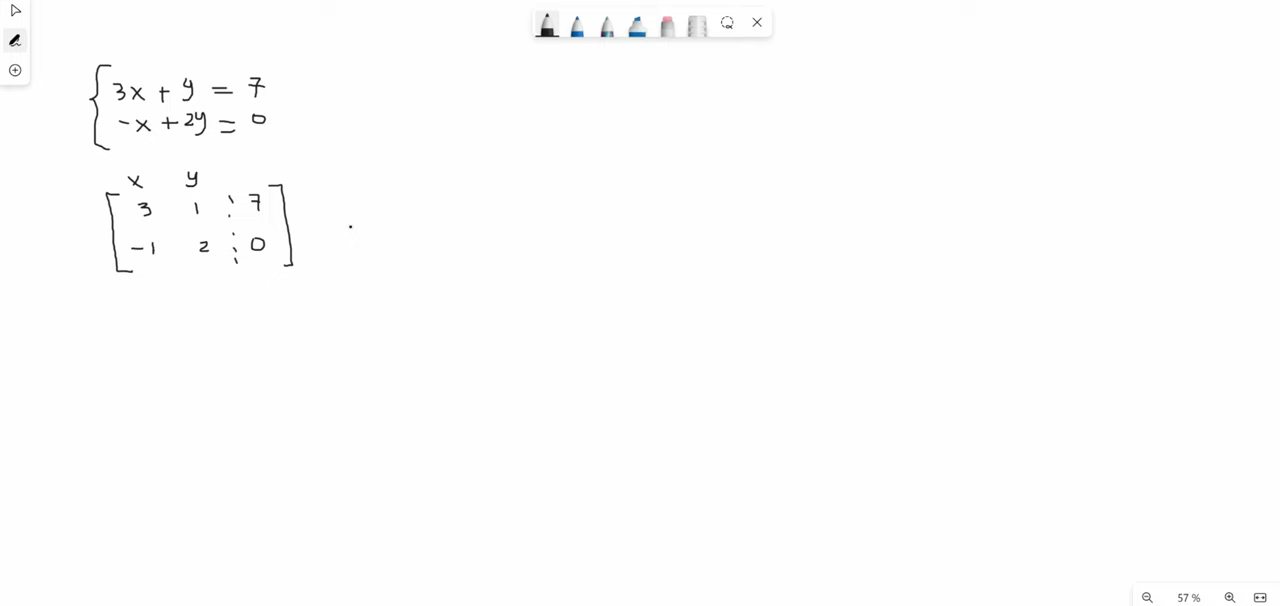 3x + y = 7
-x + 2y = 0
x y
3 1 7
-1 2 0
57 %